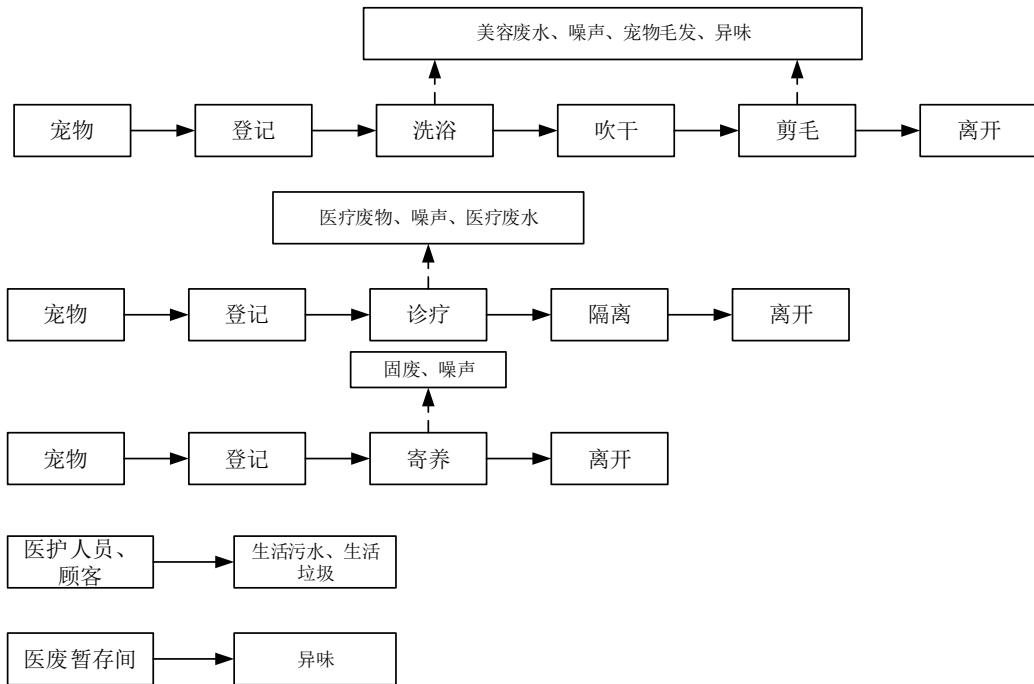 美容废水、噪声、宠物毛发、异味
宠物
登记
洗浴
吹干
剪毛
离开
医疗废物、噪声、医疗废水
宠物
登记
诊疗
隔离
离开
固废、噪声
宠物
登记
寄养
离开
医护人员、
顾客
生活污水、生活
垃圾
医废暂存间
异味